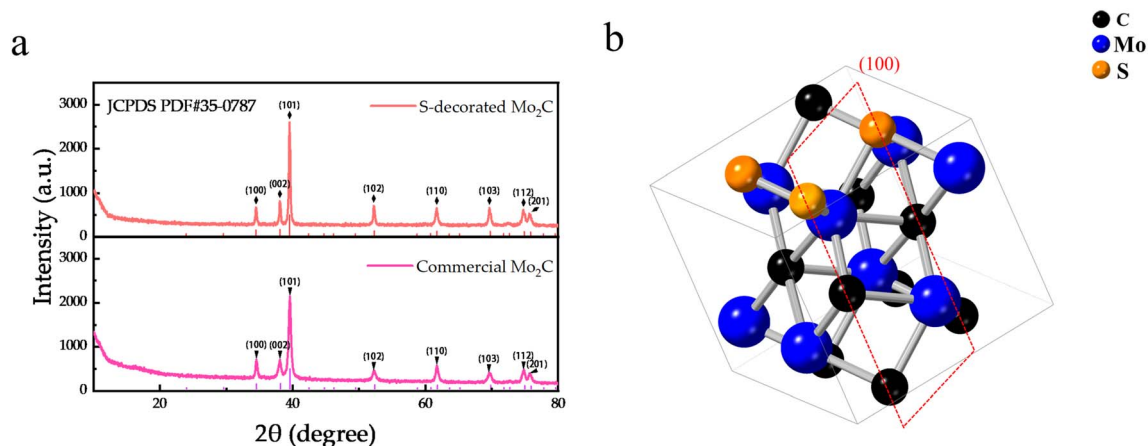 a
JCPDS PDF#35-0787
S-decorated Mo₂C
(100)
(002)
(101)
(102)
(110)
(103)
(112)
(201)
3000
2000
1000
0
Commercial Mo₂C
(100)
(002)
(101)
(102)
(110)
(103)
(112)
(201)
3000
2000
1000
0
20
40
60
80
Intensity (a.u.)
2θ (degree)
b
(100)
C
Mo
S